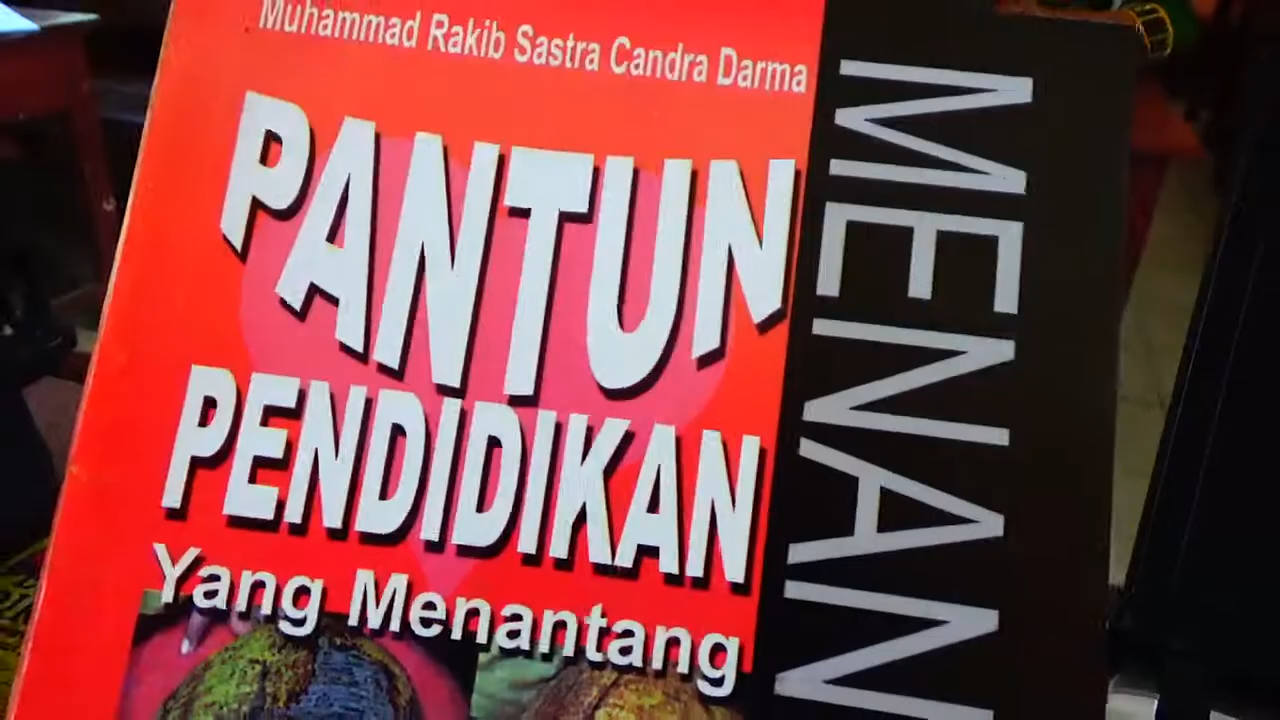 Muhammad Rakib Sastra Candra Darma
PANTUN
PENDIDIKAN
Yang Menantang
MENAN